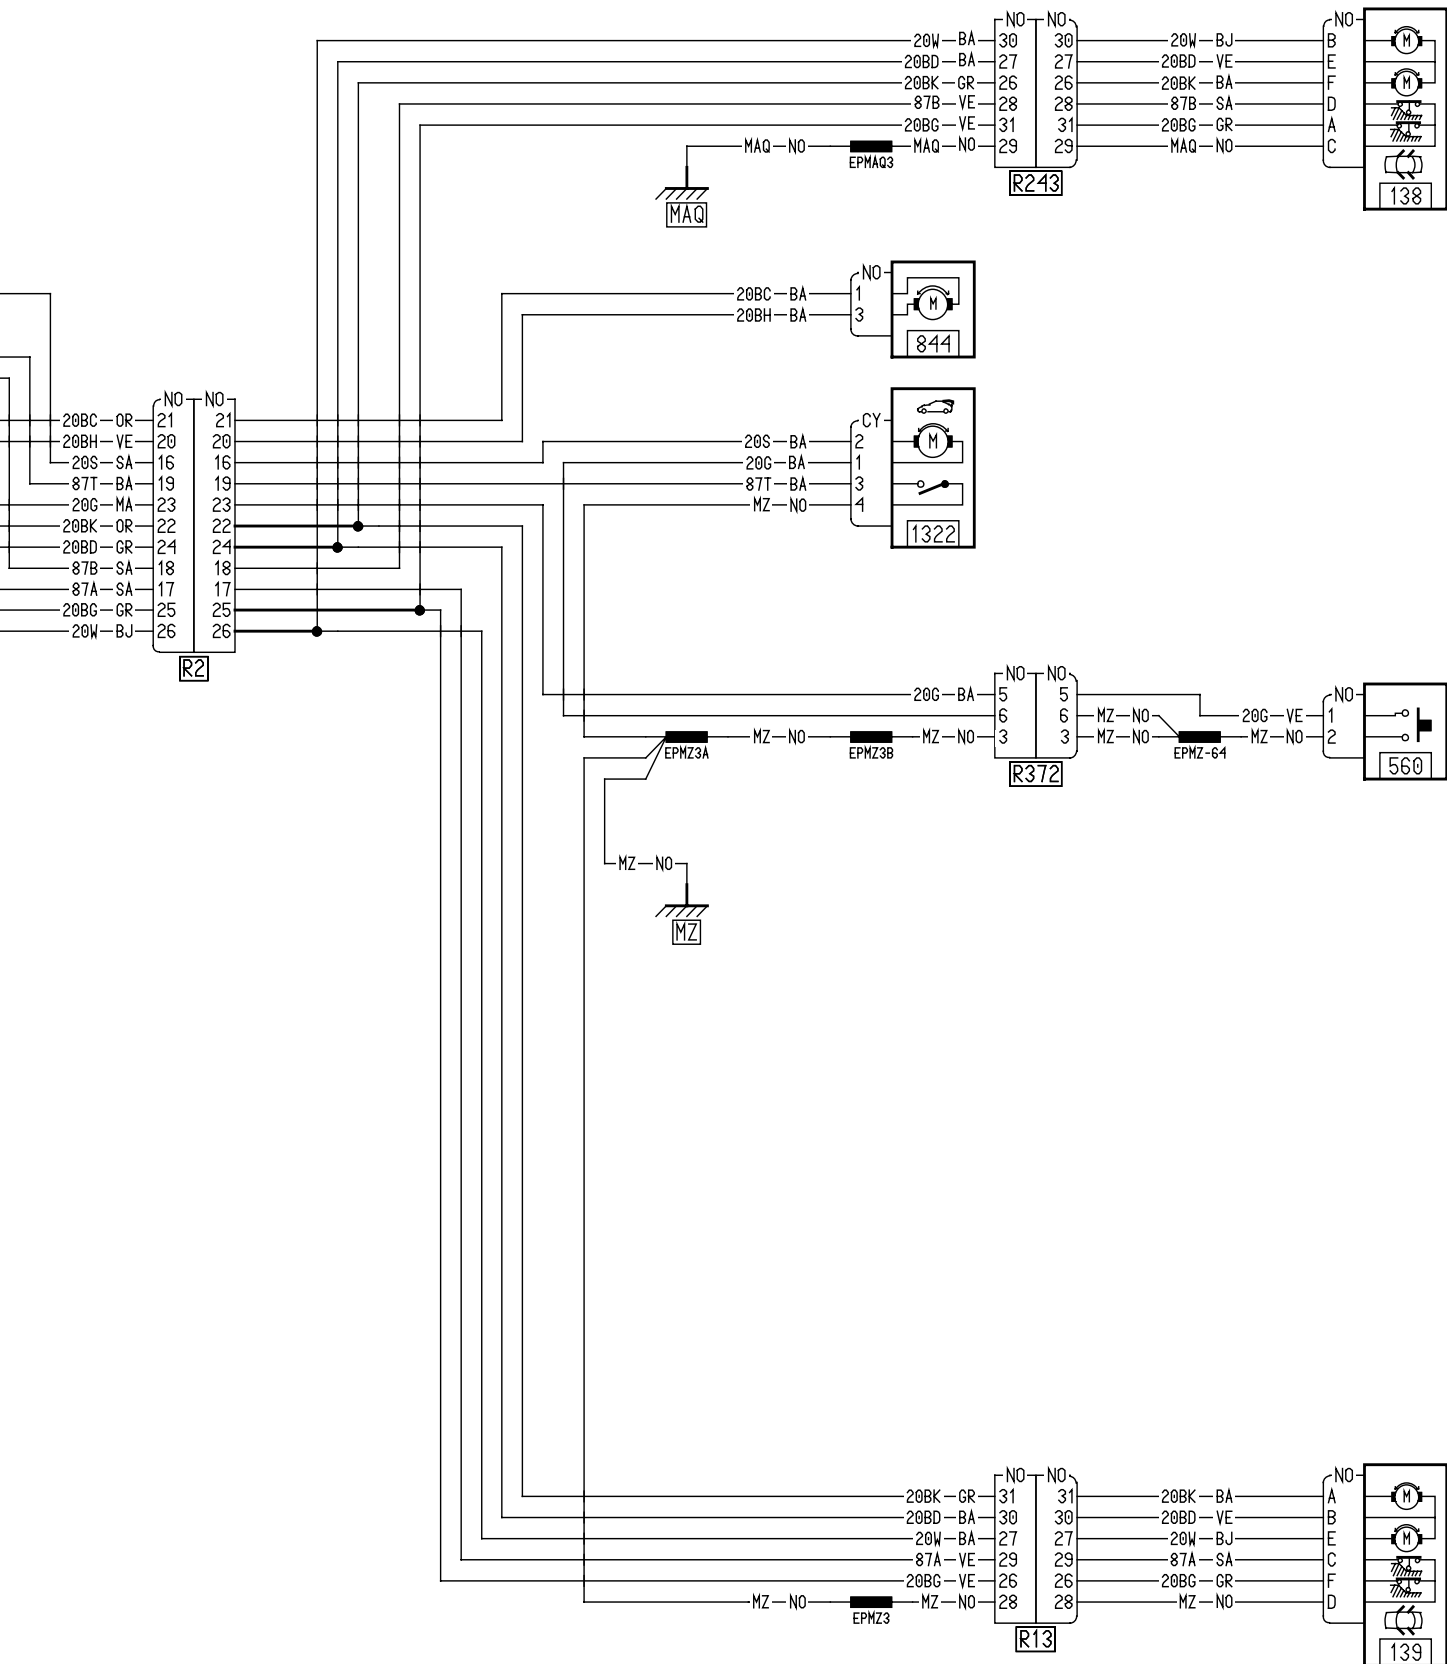 NO NO NO
20W BA 30 30 20W BJ B M
20BD BA 27 27 20BD VE E
20BK GR 26 26 20BK BA F M
87B VE 28 28 87B SA D
20BG VE 31 31 20BG GR A
MAQ NO EPMAQ3 MAQ NO 29 29 MAQ NO C
R243
138
MAQ
NO
20BC BA 1
20BH BA 3 M
844
NO NO
CY
20BC OR 21 21
20BH VE 20 20 20S BA 2 M
20S SA 16 16 20G BA 1
87T BA 19 19 87T BA 3
20G MA 23 23 MZ NO 4
20BK OR 22 22
1322
20BD GR 24 24
87B SA 18 18
87A SA 17 17
20BG GR 25 25
20W BJ 26 26
R2
NO NO NO
20G BA 5 5
6 6 MZ NO 20G VE 1
EPMZ3A MZ NO EPMZ3B MZ NO 3 3 MZ NO EPMZ-64 MZ NO 2
R372
560
MZ NO
MZ
NO NO NO
20BK GR 31 31 20BK BA A M
20BD BA 30 30 20BD VE B
20W BA 27 27 20W BJ E M
87A VE 29 29 87A SA C
20BG VE 26 26 20BG GR F
MZ NO EPMZ3 MZ NO 28 28 MZ NO D
R13
139